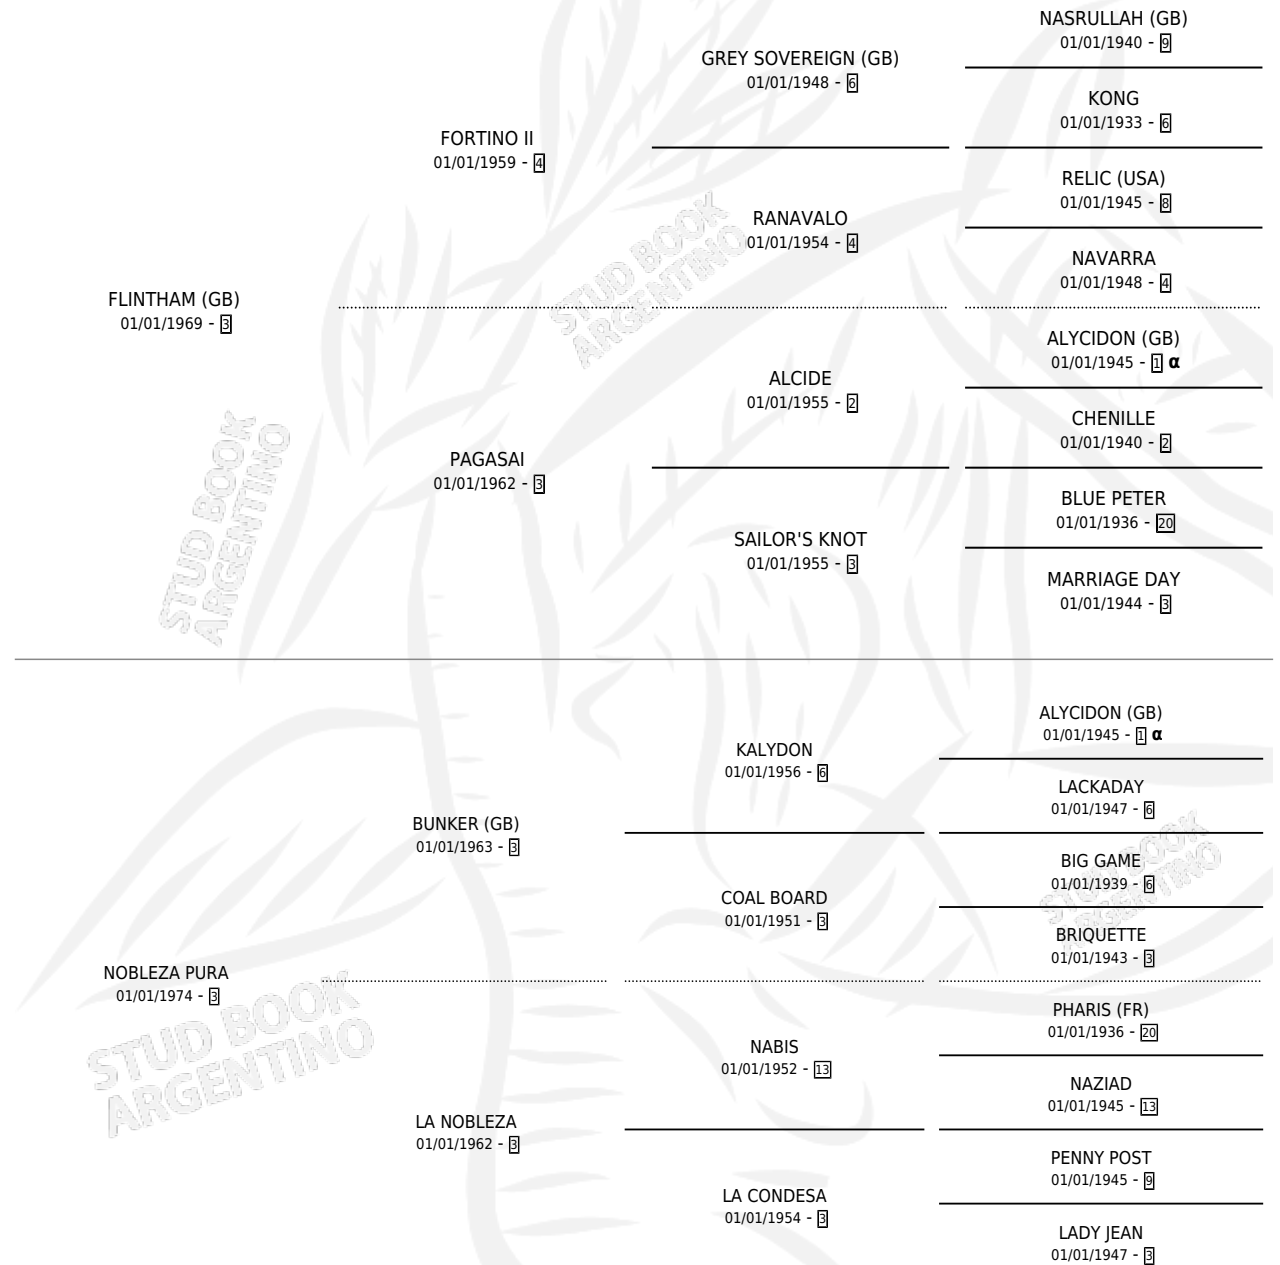 NASRULLAH (GB)
01/01/1940 - 9
GREY SOVEREIGN (GB)
01/01/1948 - 6
KONG
01/01/1933 - 6
FORTINO II
01/01/1959 - 4
RELIC (USA)
01/01/1945 - 8
RANAVALO
01/01/1954 - 4
NAVARRA
01/01/1948 - 4
FLINTHAM (GB)
01/01/1969 - 3
ALYCIDON (GB)
01/01/1945 - 1 α
ALCIDE
01/01/1955 - 2
CHENILLE
01/01/1940 - 2
PAGASAI
01/01/1962 - 3
BLUE PETER
01/01/1936 - 20
SAILOR'S KNOT
01/01/1955 - 3
MARRIAGE DAY
01/01/1944 - 3
STUD BOOK
ARGENTINO
STUD BOOK
ARGENTINO
ALYCIDON (GB)
01/01/1945 - 1 α
KALYDON
01/01/1956 - 6
LACKADAY
01/01/1947 - 6
BUNKER (GB)
01/01/1963 - 3
BIG GAME
01/01/1939 - 6
COAL BOARD
01/01/1951 - 3
BRIQUETTE
01/01/1943 - 3
NOBLEZA PURA
01/01/1974 - 3
PHARIS (FR)
01/01/1936 - 20
NABIS
01/01/1952 - 13
NAZIAD
01/01/1945 - 13
LA NOBLEZA
01/01/1962 - 3
PENNY POST
01/01/1945 - 9
LA CONDESA
01/01/1954 - 3
LADY JEAN
01/01/1947 - 3
STUD BOOK
ARGENTINO
STUD BOOK
ARGENTINO